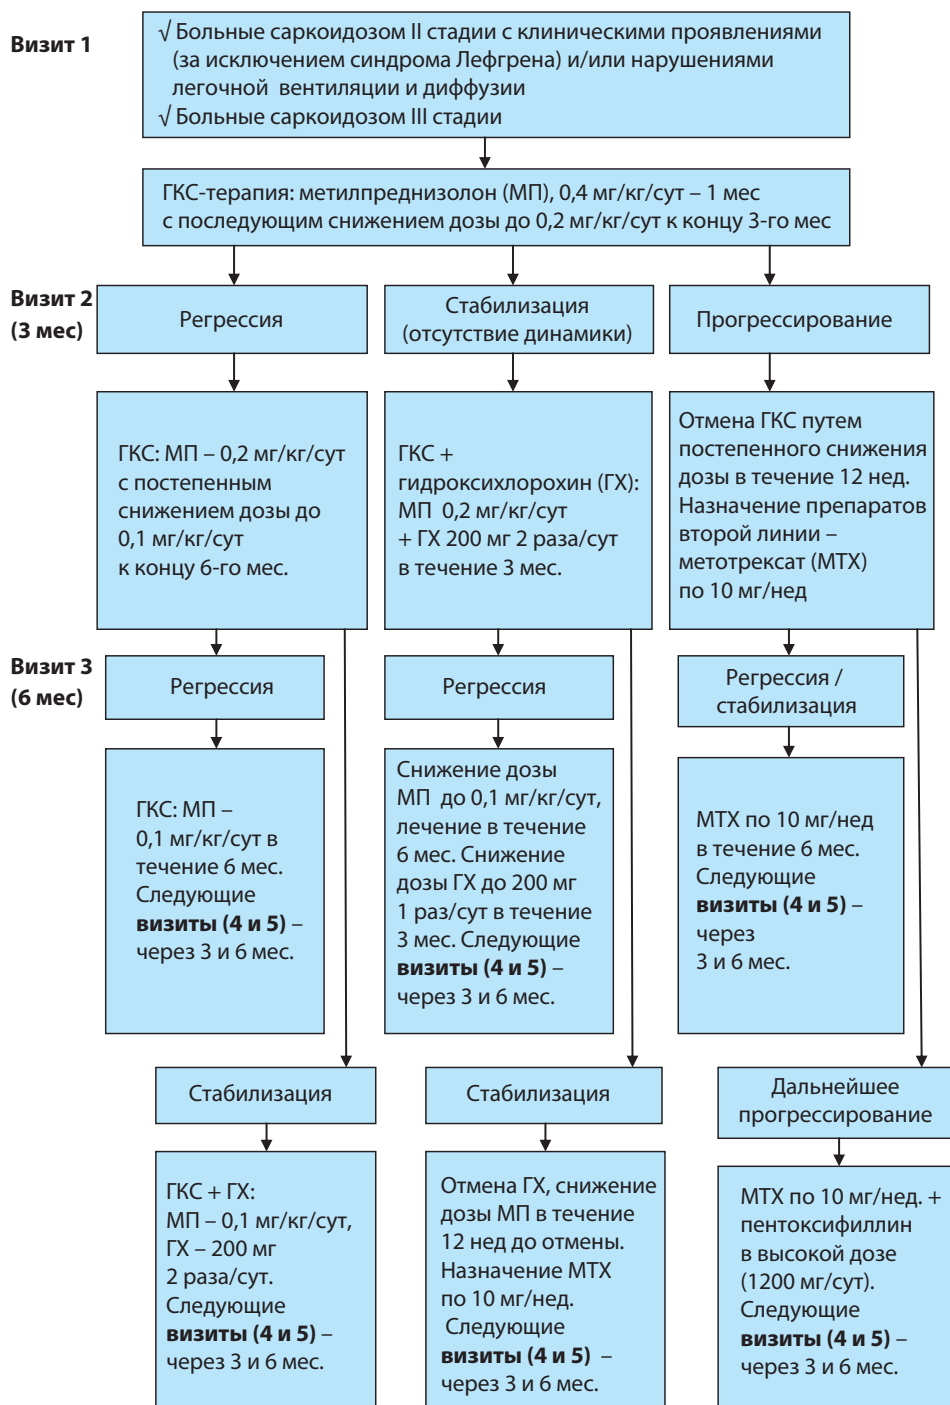 Визит 1
√ Больные саркоидозом II стадии с клиническими проявлениями
(за исключением синдрома Лефгрена) и/или нарушениями
легочной вентиляции и диффузии
√ Больные саркоидозом III стадии
ГКС-терапия: метилпреднизолон (МП), 0,4 мг/кг/сут – 1 мес
с последующим снижением дозы до 0,2 мг/кг/сут к концу 3-го мес
Визит 2
(3 мес)
Регрессия
Стабилизация
(отсутствие динамики)
Прогрессирование
ГКС: МП – 0,2 мг/кг/сут
с постепенным
снижением дозы до
0,1 мг/кг/сут
к концу 6-го мес.
ГКС +
гидроксихлорохин (ГХ):
МП 0,2 мг/кг/сут
+ ГХ 200 мг 2 раза/сут
в течение 3 мес.
Отмена ГКС путем
постепенного снижения
дозы в течение 12 нед.
Назначение препаратов
второй линии –
метотрексат (МТХ)
по 10 мг/нед
Визит 3
(6 мес)
Регрессия
Регрессия
Регрессия /
стабилизация
ГКС: МП –
0,1 мг/кг/сут в
течение 6 мес.
Следующие
визиты (4 и 5) –
через 3 и 6 мес.
Снижение дозы
МП до 0,1 мг/кг/сут,
лечение в течение
6 мес. Снижение
дозы ГХ до 200 мг
1 раз/сут в течение
3 мес. Следующие
визиты (4 и 5) –
через 3 и 6 мес.
МТХ по 10 мг/нед
в течение 6 мес.
Следующие
визиты (4 и 5) –
через
3 и 6 мес.
Стабилизация
Стабилизация
Дальнейшее
прогрессирование
ГКС + ГХ:
МП – 0,1 мг/кг/сут,
ГХ – 200 мг
2 раза/сут.
Следующие
визиты (4 и 5) –
через 3 и 6 мес.
Отмена ГХ, снижение
дозы МП в течение
12 нед до отмены.
Назначение МТХ
по 10 мг/нед.
Следующие
визиты (4 и 5) –
через 3 и 6 мес.
МТХ по 10 мг/нед. +
пентоксифиллин
в высокой дозе
(1200 мг/сут).
Следующие
визиты (4 и 5) –
через 3 и 6 мес.